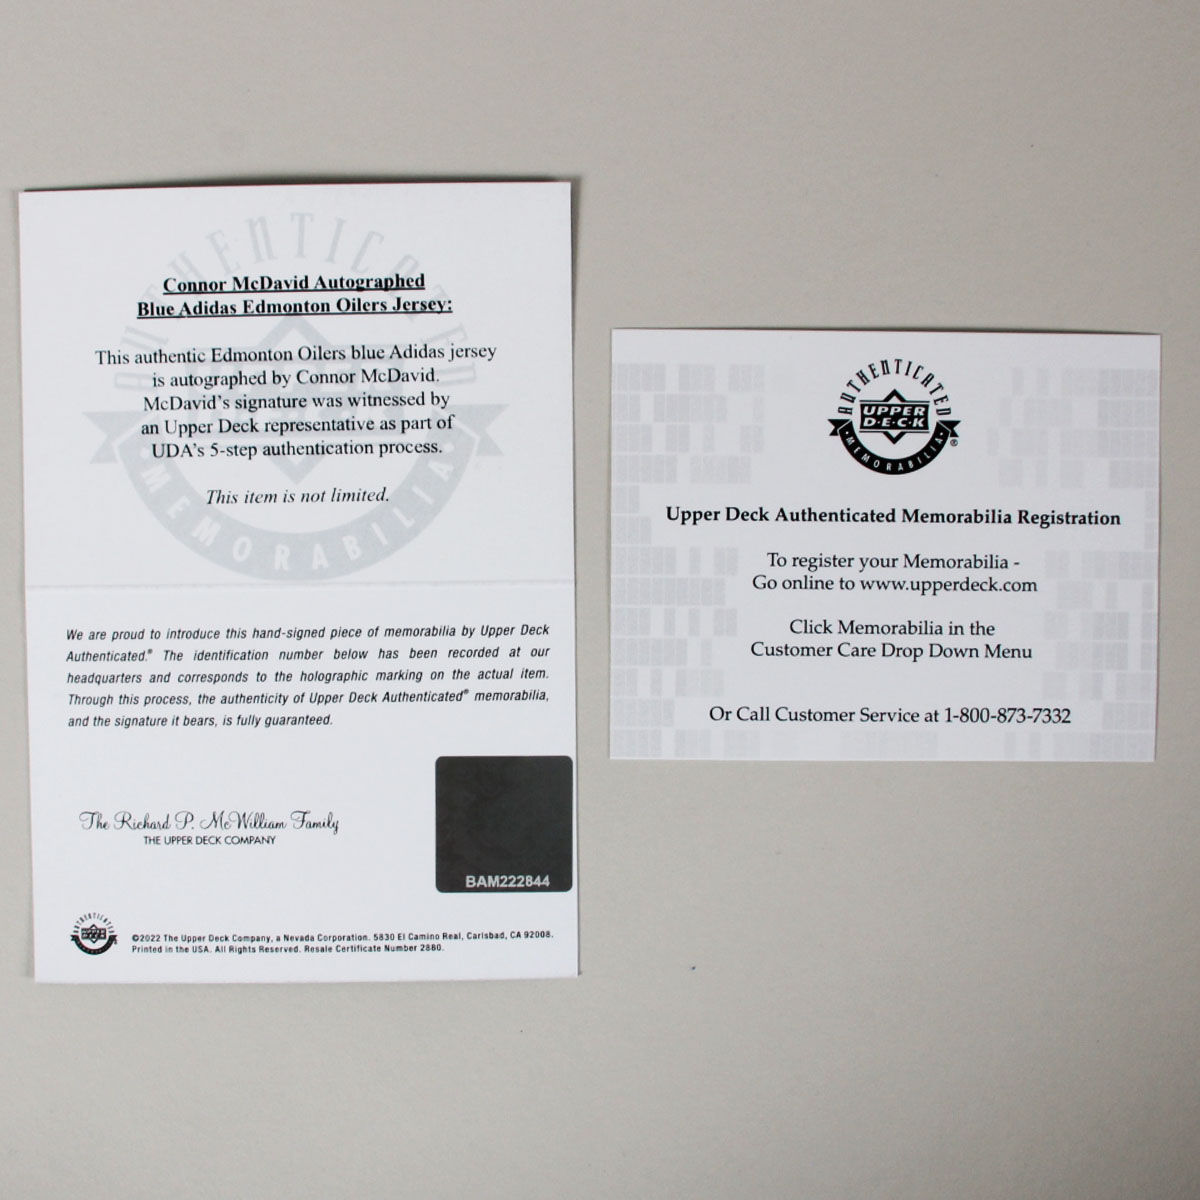 AUTHENTICATED
Connor McDavid Autographed
Blue Adidas Edmonton Oilers Jersey:
This authentic Edmonton Oilers blue Adidas jersey
is autographed by Connor McDavid.
McDavid's signature was witnessed by
an Upper Deck representative as part of
UDA's 5-step authentication process.
This item is not limited.
MEMORABILIA
We are proud to introduce this hand-signed piece of memorabilia by Upper Deck
Authenticated.® The identification number below has been recorded at our
headquarters and corresponds to the holographic marking on the actual item.
Through this process, the authenticity of Upper Deck Authenticated® memorabilia,
and the signature it bears, is fully guaranteed.
The Richard P. McWilliam Family
THE UPPER DECK COMPANY
BAM222844
AUTHENTICATED
UPPER
DECK
MEMORABILIA
©2022 The Upper Deck Company, a Nevada Corporation. 5830 El Camino Real, Carlsbad, CA 92008.
Printed in the USA. All Rights Reserved. Resale Certificate Number 2880.
AUTHENTICATED
UPPER
D·E·C·K
·MEMORABILIA·®
Upper Deck Authenticated Memorabilia Registration
To register your Memorabilia -
Go online to www.upperdeck.com
Click Memorabilia in the
Customer Care Drop Down Menu
Or Call Customer Service at 1-800-873-7332